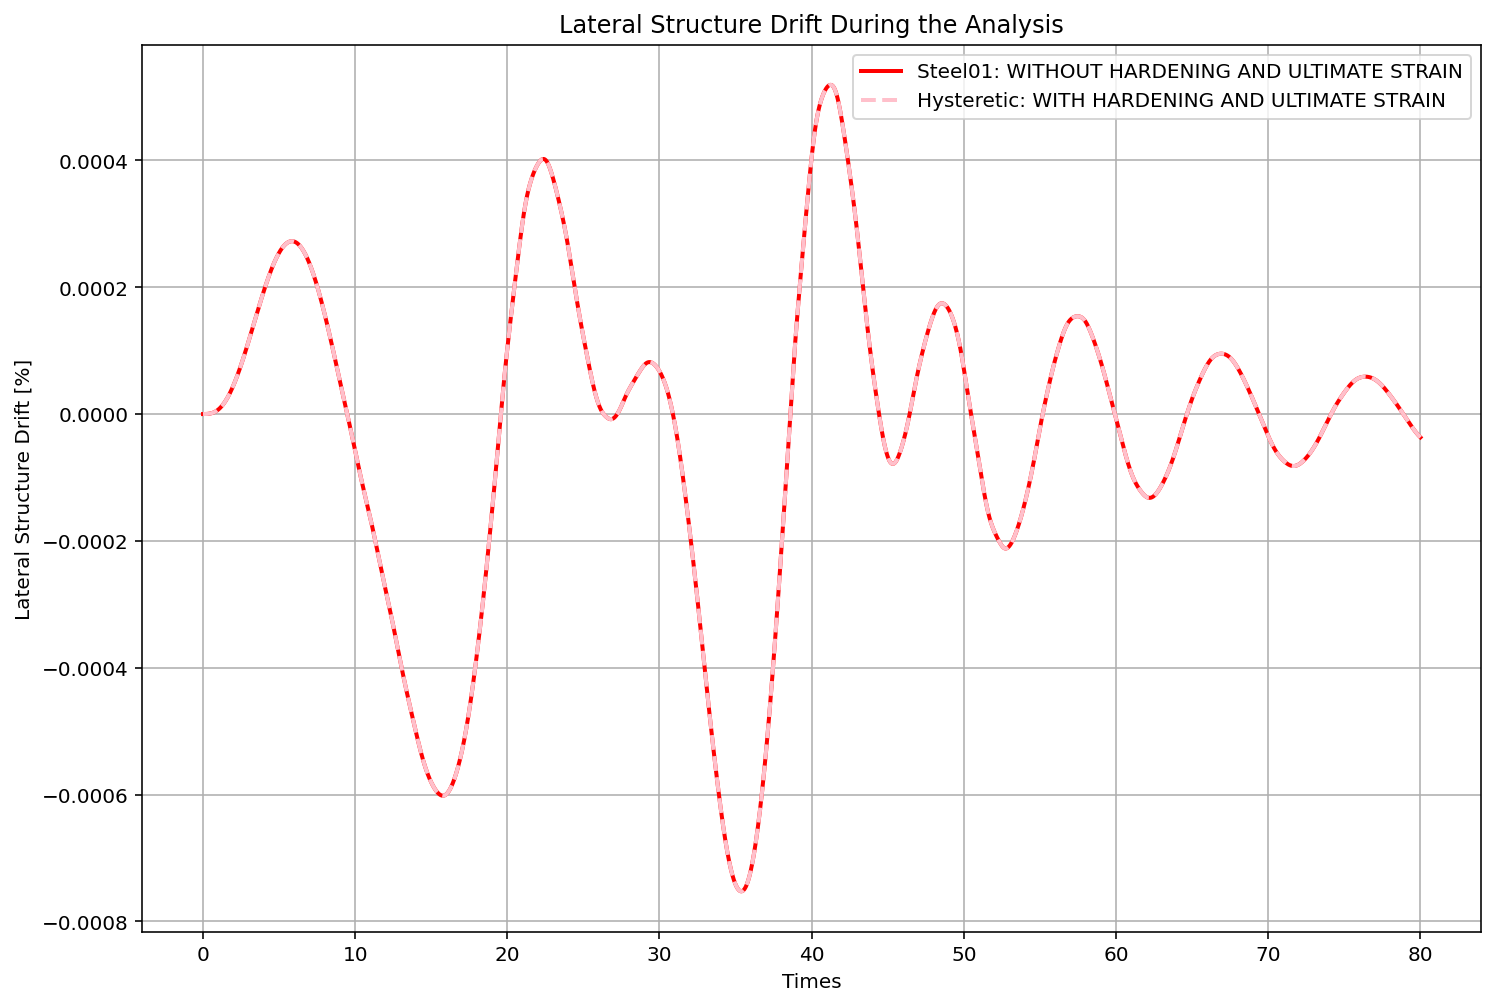 Lateral Structure Drift During the Analysis
Steel01: WITHOUT HARDENING AND ULTIMATE STRAIN
Hysteretic: WITH HARDENING AND ULTIMATE STRAIN
Lateral Structure Drift [%]
0.0004
0.0002
0.0000
−0.0002
−0.0004
−0.0006
−0.0008
0 10 20 30 40 50 60 70 80
Times